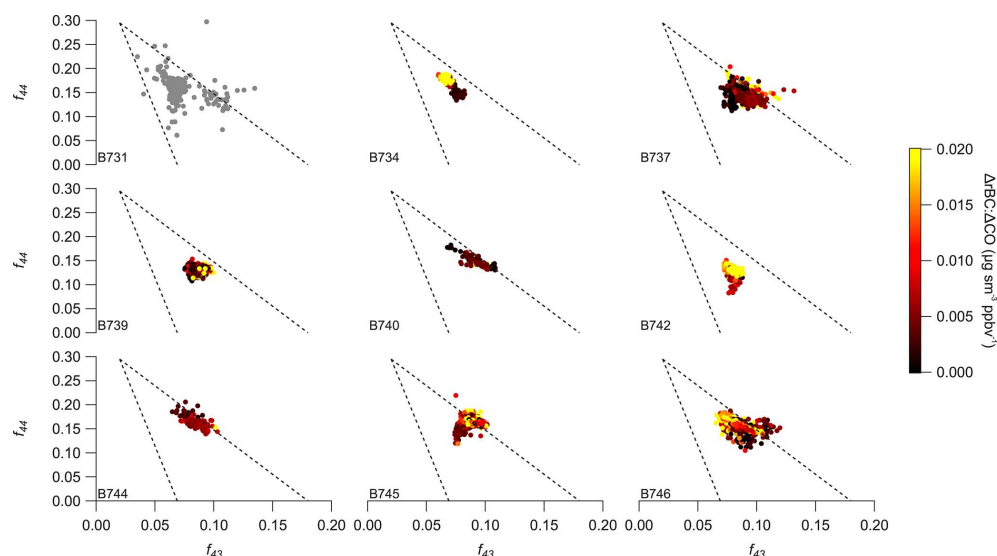 0.30
0.25
0.20
0.15
0.10
0.05
0.00
f44
B731
B734
B737
0.30
0.25
0.20
0.15
0.10
0.05
0.00
f44
B739
B740
B742
0.30
0.25
0.20
0.15
0.10
0.05
0.00
f44
B744
B745
B746
0.00 0.05 0.10 0.15 0.20
f43
0.00 0.05 0.10 0.15 0.20
f43
0.00 0.05 0.10 0.15 0.20
f43
0.020
0.015
0.010
0.005
0.000
ΔrBC:ΔCO (µg sm⁻³ ppbv⁻¹)